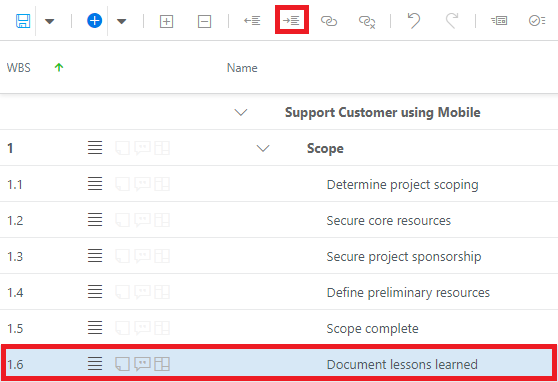 WBS Name
Support Customer using Mobile
1 Scope
1.1 Determine project scoping
1.2 Secure core resources
1.3 Secure project sponsorship
1.4 Define preliminary resources
1.5 Scope complete
1.6 Document lessons learned